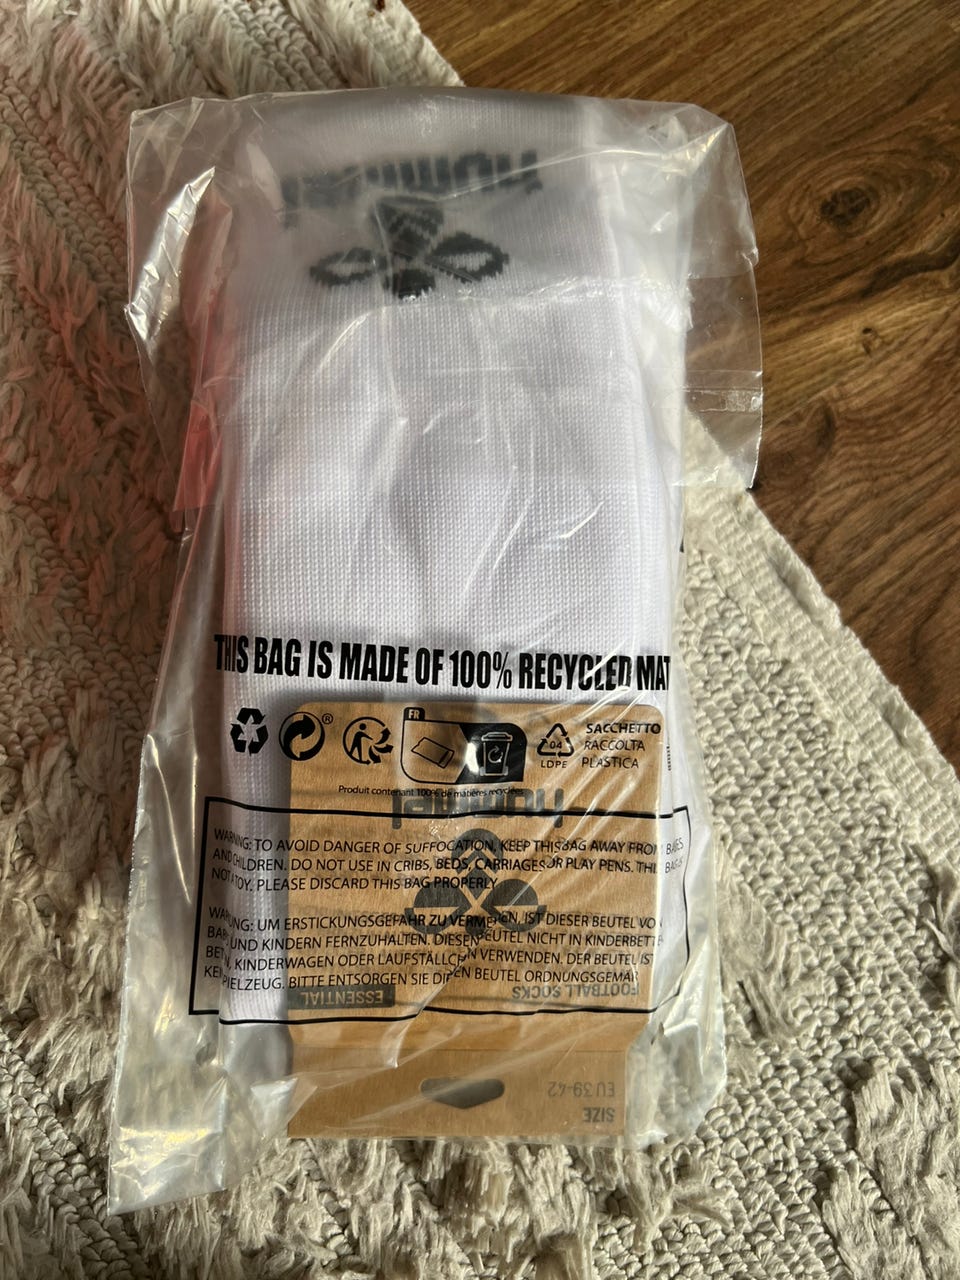 hummel
THIS BAG IS MADE OF 100% RECYCLED MAT
®
FR
04
LDPE
SACCHETTO
RACCOLTA
PLASTICA
Produit contenant 100% de matières recyclées
hummel
WARNING: TO AVOID DANGER OF SUFFOCATION, KEEP THIS BAG AWAY FROM BABIES
AND CHILDREN. DO NOT USE IN CRIBS, BEDS, CARRIAGES OR PLAY PENS. THIS BAG IS
NOT A TOY. PLEASE DISCARD THIS BAG PROPERLY
WARNUNG: UM ERSTICKUNGSGEFAHR ZU VERMEIDEN, IST DIESER BEUTEL VON
UND KINDERN FERNZUHALTEN. DIESEN BEUTEL NICHT IN KINDERBETT
KINDERWAGEN ODER LAUFSTÄLLCHEN VERWENDEN. DER BEUTEL IST
KEIN SPIELZEUG. BITTE ENTSORGEN SIE DIESEN BEUTEL ORDNUNGSGEMÄß
FOOTBALL SOCKS
ESSENTIAL
SIZE
EU 39-42